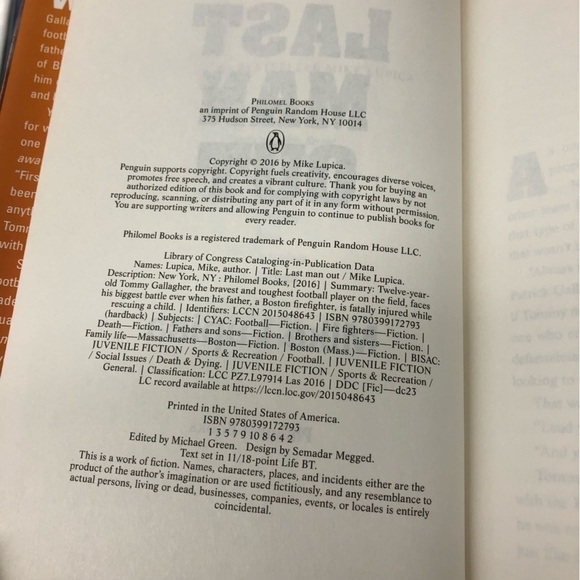 Galla
footb
fathe
of B
him
and
for w
one
awa
"Firs
been
anyt
Tomm
with
PHILOMEL BOOKS
an imprint of Penguin Random House LLC
375 Hudson Street, New York, NY 10014
Copyright © 2016 by Mike Lupica.
Penguin supports copyright. Copyright fuels creativity, encourages diverse voices,
promotes free speech, and creates a vibrant culture. Thank you for buying an
authorized edition of this book and for complying with copyright laws by not
reproducing, scanning, or distributing any part of it in any form without permission.
You are supporting writers and allowing Penguin to continue to publish books for
every reader.
Philomel Books is a registered trademark of Penguin Random House LLC.
Library of Congress Cataloging-in-Publication Data
Names: Lupica, Mike, author. | Title: Last man out / Mike Lupica.
Description: New York, NY : Philomel Books, [2016] | Summary: Twelve-year-
old Tommy Gallagher, the bravest and toughest football player on the field, faces
his biggest battle ever when his father, a Boston firefighter, is fatally injured while
rescuing a child. | Identifiers: LCCN 2015048643 | ISBN 9780399172793
(hardback) | Subjects: | CYAC: Football—Fiction. | Fire fighters—Fiction. |
Death—Fiction. | Fathers and sons—Fiction. | Brothers and sisters—Fiction. |
Family life—Massachusetts—Boston—Fiction. | Boston (Mass.)—Fiction. | BISAC:
JUVENILE FICTION / Sports & Recreation / Football. | JUVENILE FICTION
/ Social Issues / Death & Dying. | JUVENILE FICTION / Sports & Recreation /
General. | Classification: LCC PZ7.L97914 Las 2016 | DDC [Fic]—dc23
LC record available at https://lccn.loc.gov/2015048643
Printed in the United States of America.
ISBN 9780399172793
1 3 5 7 9 10 8 6 4 2
Edited by Michael Green. Design by Semadar Megged.
Text set in 11/18-point Life BT.
This is a work of fiction. Names, characters, places, and incidents either are the
product of the author's imagination or are used fictitiously, and any resemblance to
actual persons, living or dead, businesses, companies, events, or locales is entirely
coincidental.
A